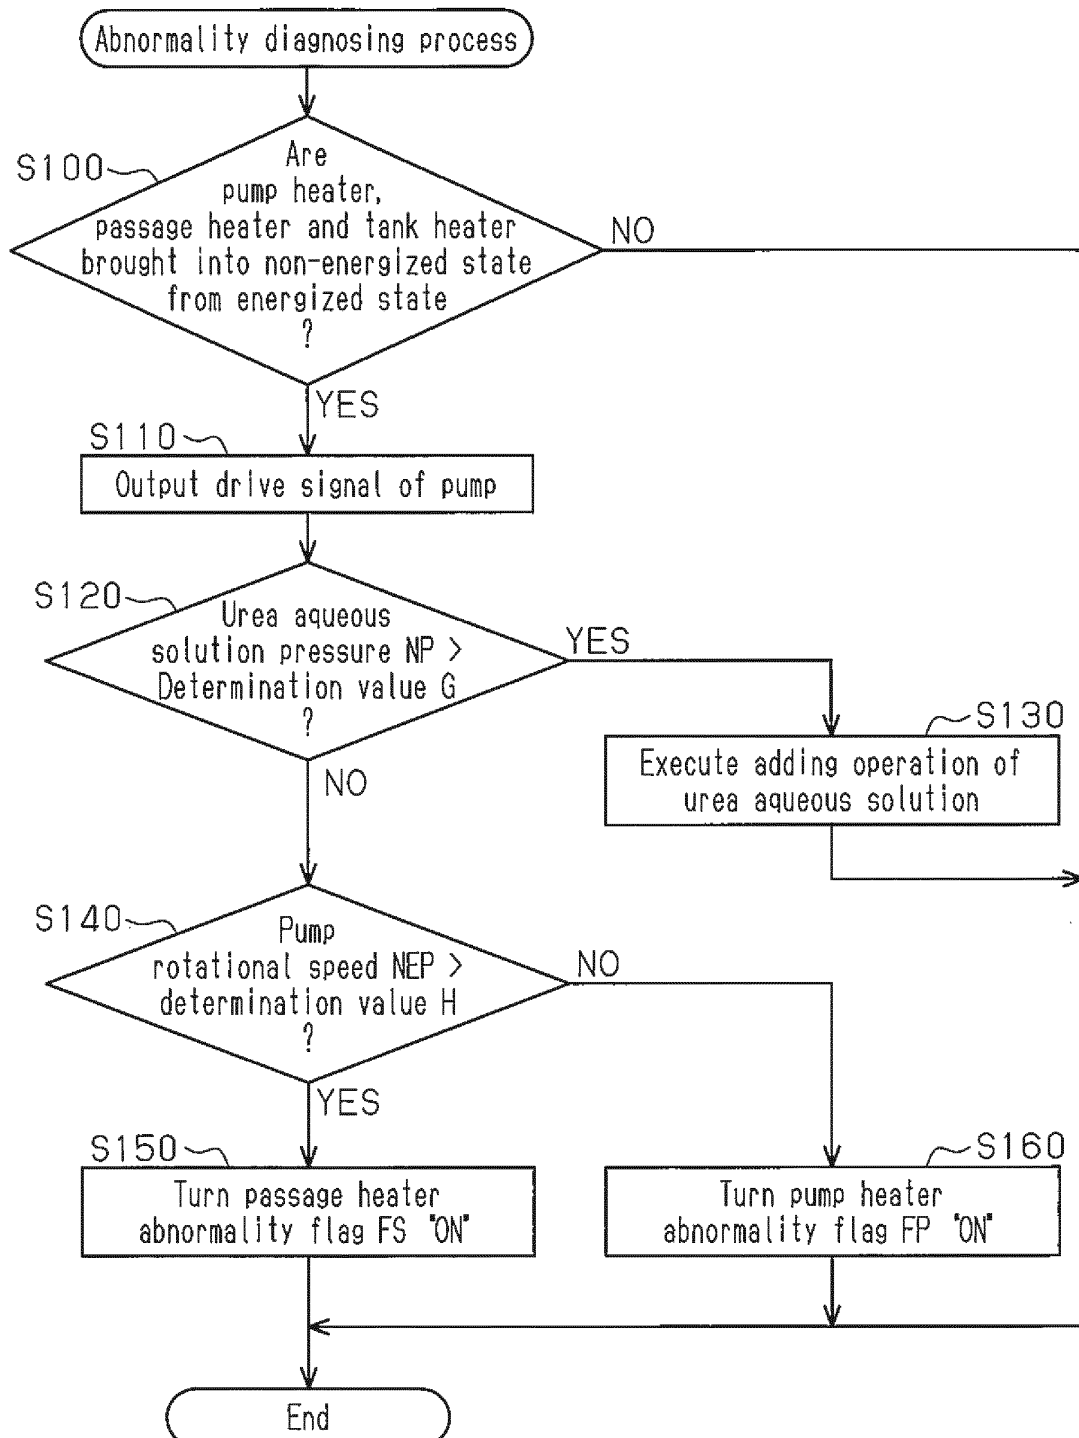 Abnormality diagnosing process
S100
Are
pump heater,
passage heater and tank heater
brought into non-energized state
from energized state
?
NO
YES
S110
Output drive signal of pump
S120
Urea aqueous
solution pressure NP >
Determination value G
?
YES
NO
S130
Execute adding operation of
urea aqueous solution
S140
Pump
rotational speed NEP >
determination value H
?
NO
YES
S150
Turn passage heater
abnormality flag FS "ON"
S160
Turn pump heater
abnormality flag FP "ON"
End